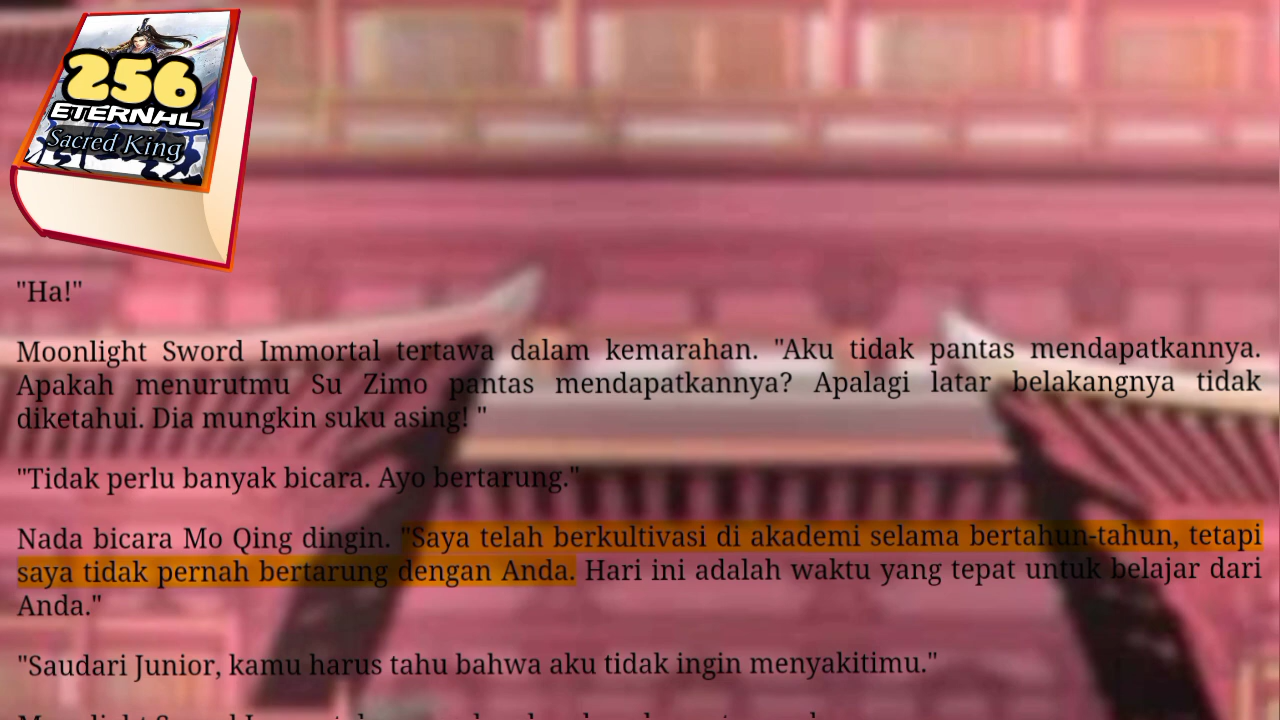 256
ETERNAL
Sacred King
"Ha!"
Moonlight Sword Immortal tertawa dalam kemarahan. "Aku tidak pantas mendapatkannya.
Apakah menurutmu Su Zimo pantas mendapatkannya? Apalagi latar belakangnya tidak
diketahui. Dia mungkin suku asing! "
"Tidak perlu banyak bicara. Ayo bertarung."
Nada bicara Mo Qing dingin. "Saya telah berkultivasi di akademi selama bertahun-tahun, tetapi
saya tidak pernah bertarung dengan Anda. Hari ini adalah waktu yang tepat untuk belajar dari
Anda."
"Saudari Junior, kamu harus tahu bahwa aku tidak ingin menyakitimu."